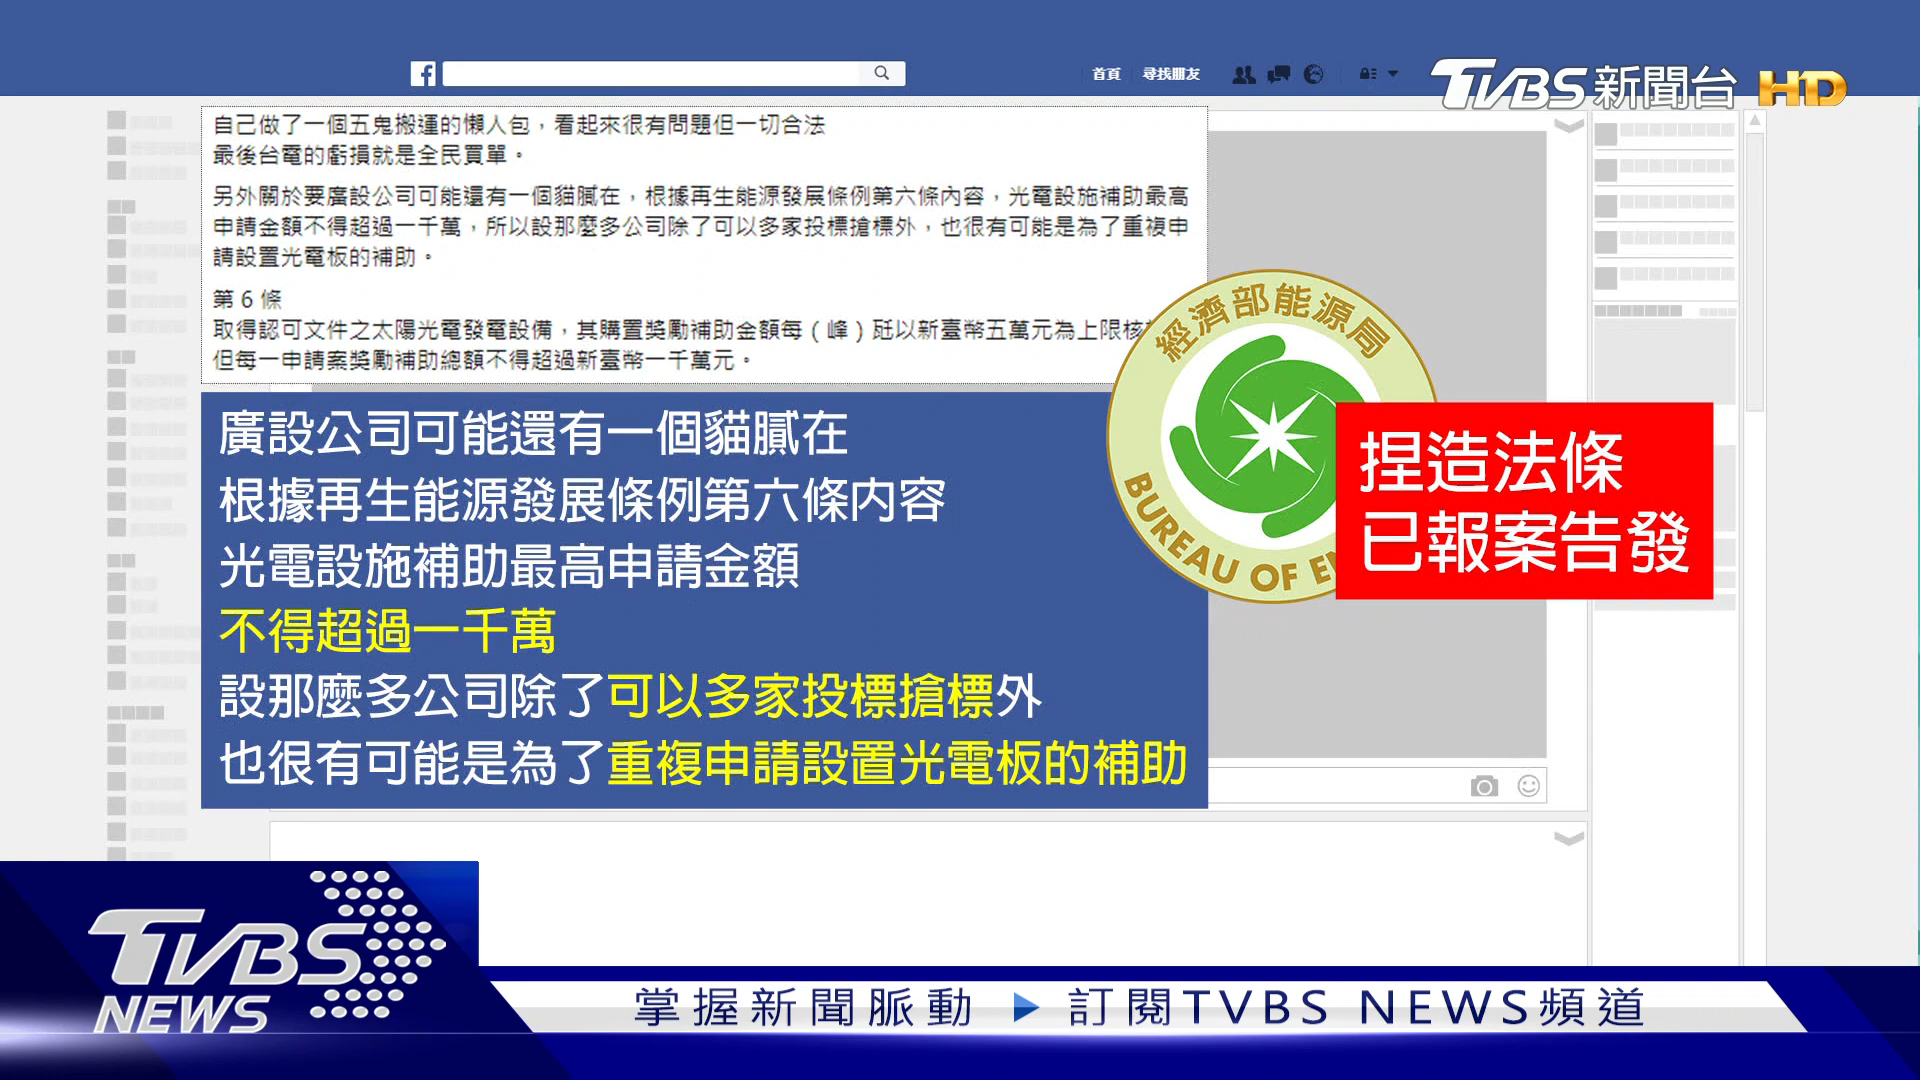 首頁 尋找朋友
TVBS新聞台 HD
自己做了一個五鬼搬運的懶人包，看起來很有問題但一切合法
最後台電的虧損就是全民買單。
另外關於要廣設公司可能還有一個貓膩在，根據再生能源發展條例第六條內容，光電設施補助最高
申請金額不得超過一千萬，所以設那麼多公司除了可以多家投標搶標外，也很有可能是為了重複申
請設置光電板的補助。
第 6 條
取得認可文件之太陽光電發電設備，其購置獎勵補助金額每（峰）瓩以新臺幣五萬元為上限核
但每一申請案獎勵補助總額不得超過新臺幣一千萬元。
經濟部能源局
BUREAU OF EN
廣設公司可能還有一個貓膩在
根據再生能源發展條例第六條內容
光電設施補助最高申請金額
不得超過一千萬
設那麼多公司除了可以多家投標搶標外
也很有可能是為了重複申請設置光電板的補助
捏造法條
已報案告發
TVBS
NEWS
掌握新聞脈動 ▶ 訂閱TVBS NEWS頻道